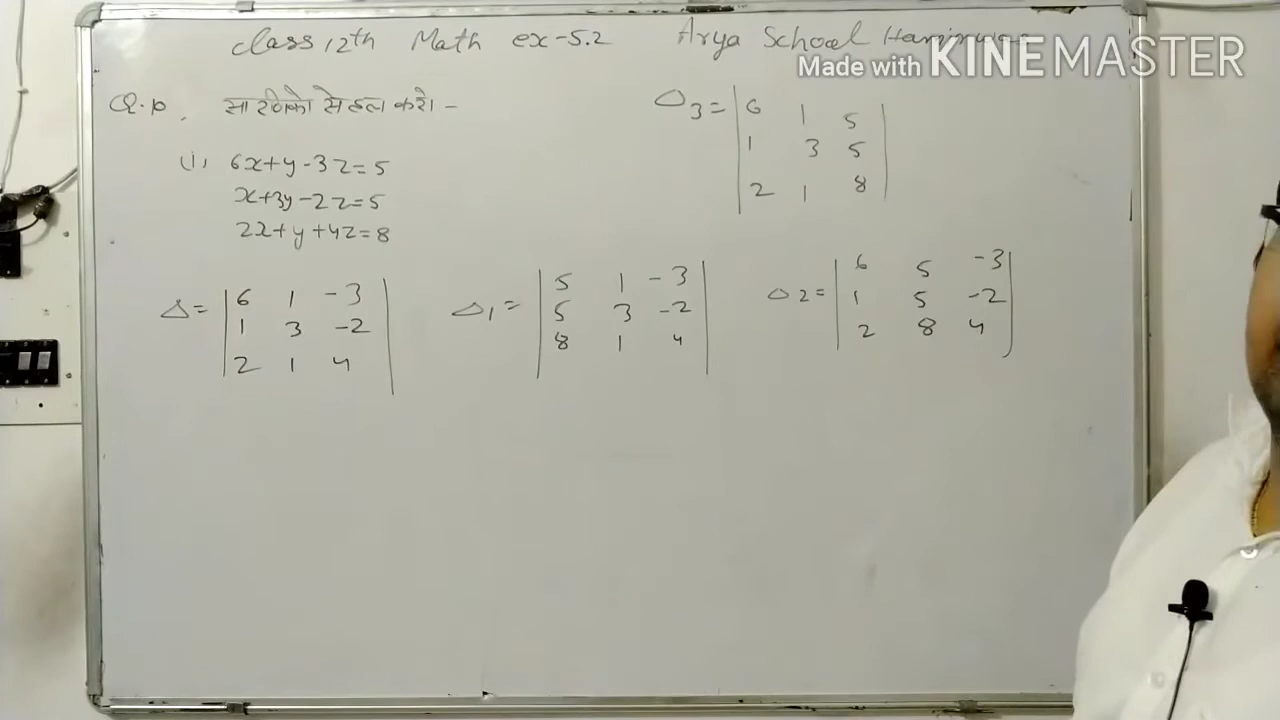 class 12th Math ex-5.2 Arya School
Made with KINEMASTER
Q.10. सारणिको से हल करो। -
(i) 6x+y-3z=5
x+3y-2z=5
2x+y+4z=8
Δ3= | 6 1 5 |
| 1 3 5 |
| 2 1 8 |
Δ= | 6 1 -3 |
| 1 3 -2 |
| 2 1 4 |
Δ1= | 5 1 -3 |
| 5 3 -2 |
| 8 1 4 |
Δ2= | 6 5 -3 |
| 1 5 -2 |
| 2 8 4 |